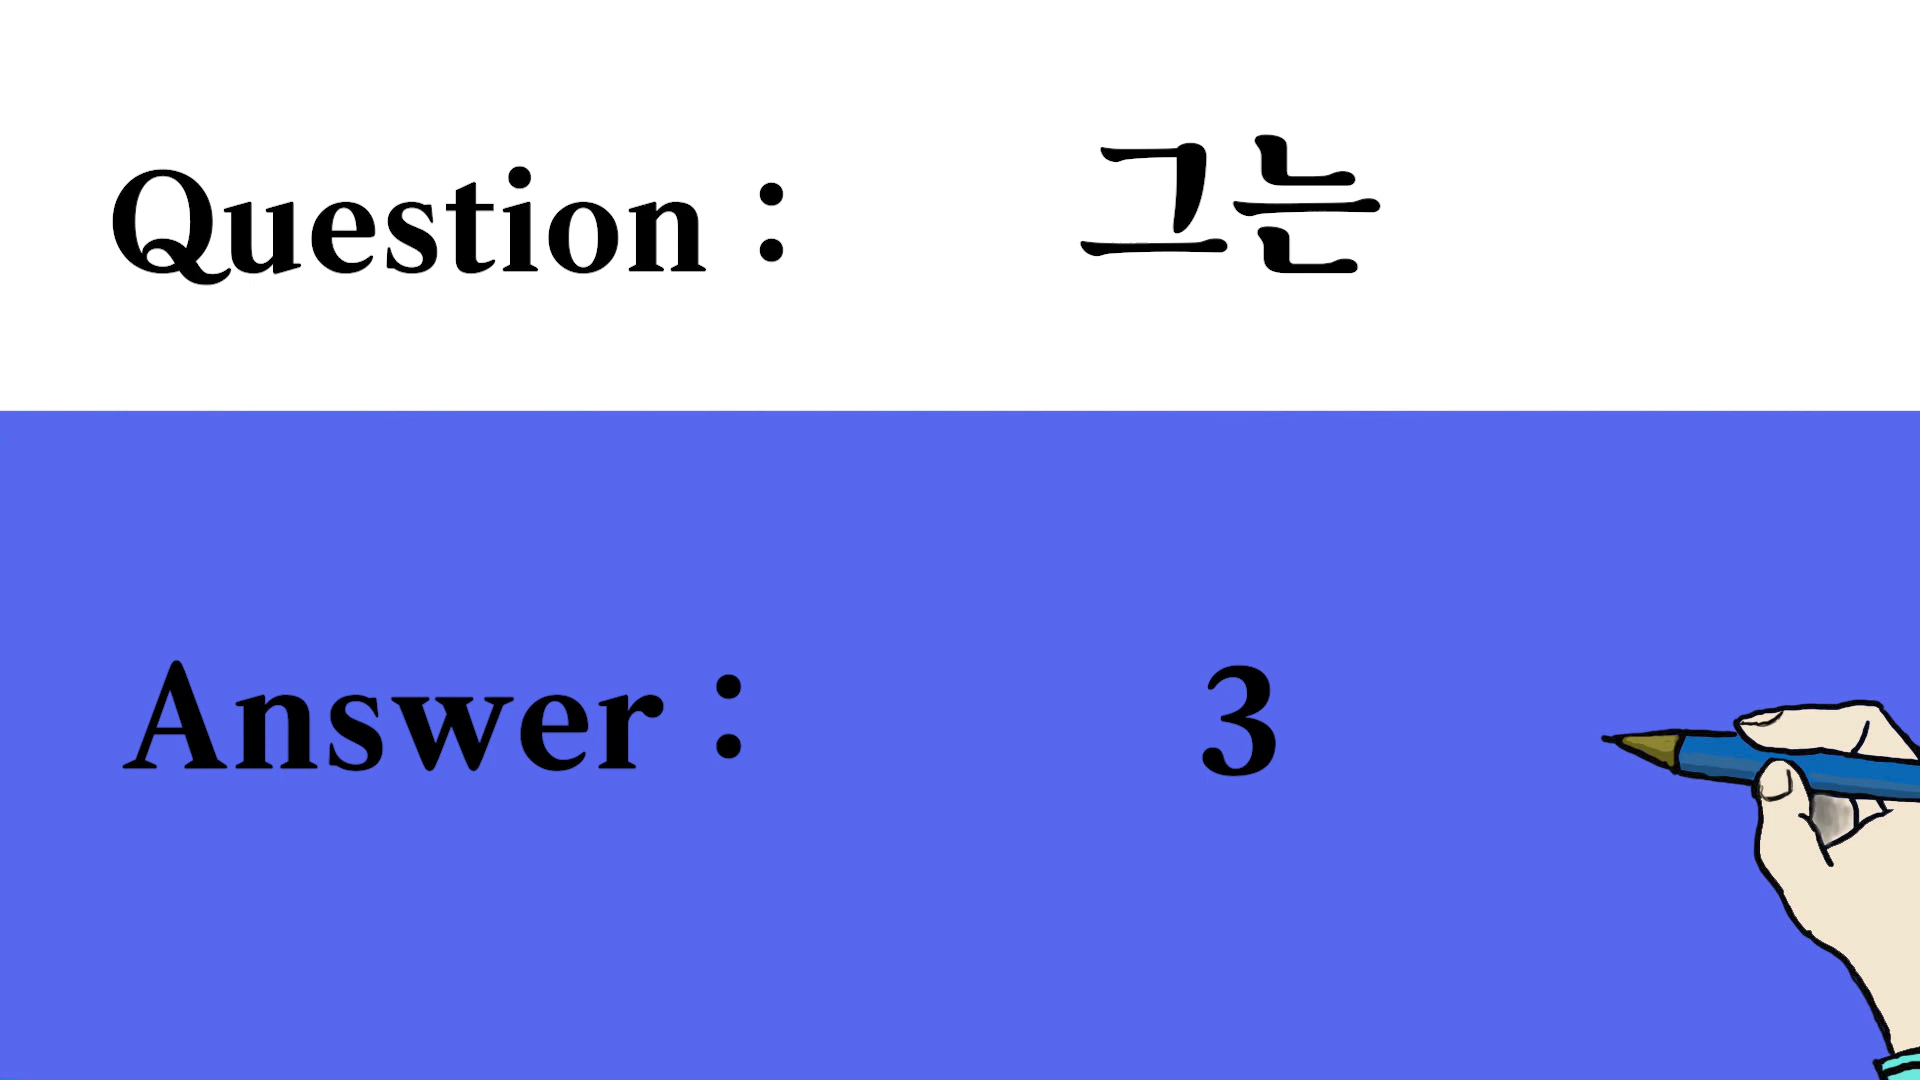 Question : 그는
Answer : 3